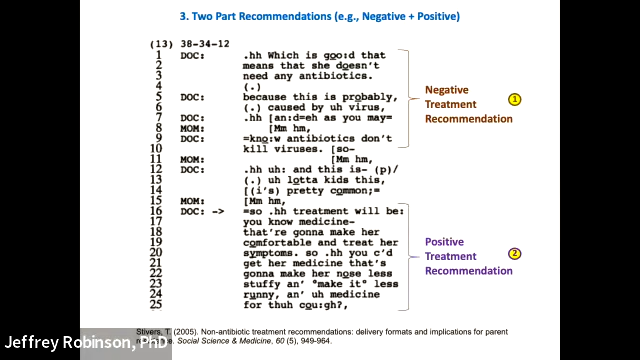 3. Two Part Recommendations (e.g., Negative + Positive)
(13) 38-34-12
1 DOC: .hh Which is goo:d that
2 means that she doesn't
3 need any antibiotics.
4 (.)
5 DOC: because this is probably,
6 (.) caused by uh virus,
7 DOC: .hh [an:d=eh as you may=
8 MOM: [Mm hm,
9 DOC: =kno:w antibiotics don't
10 kill viruses. [so-
11 MOM: [Mm hm,
12 DOC: .hh uh: and this is- (p)/
13 (.) uh lotta kids this,
14 [(i's) pretty common;=
15 MOM: [Mm hm,
16 DOC: -> =so .hh treatment will be:
17 you know medicine-
18 that're gonna make her
19 comfortable and treat her
20 symptoms. so .hh you c'd
21 get her medicine that's
22 gonna make her nose less
23 stuffy an' °make it° less
24 runny, an' uh medicine
25 for thuh cou:gh?,
Negative
Treatment
Recommendation
1
Positive
Treatment
Recommendation
2
Stivers, T. (2005). Non-antibiotic treatment recommendations: delivery formats and implications for parent
Social Science & Medicine, 60 (5), 949-964.
Jeffrey Robinson, PhD